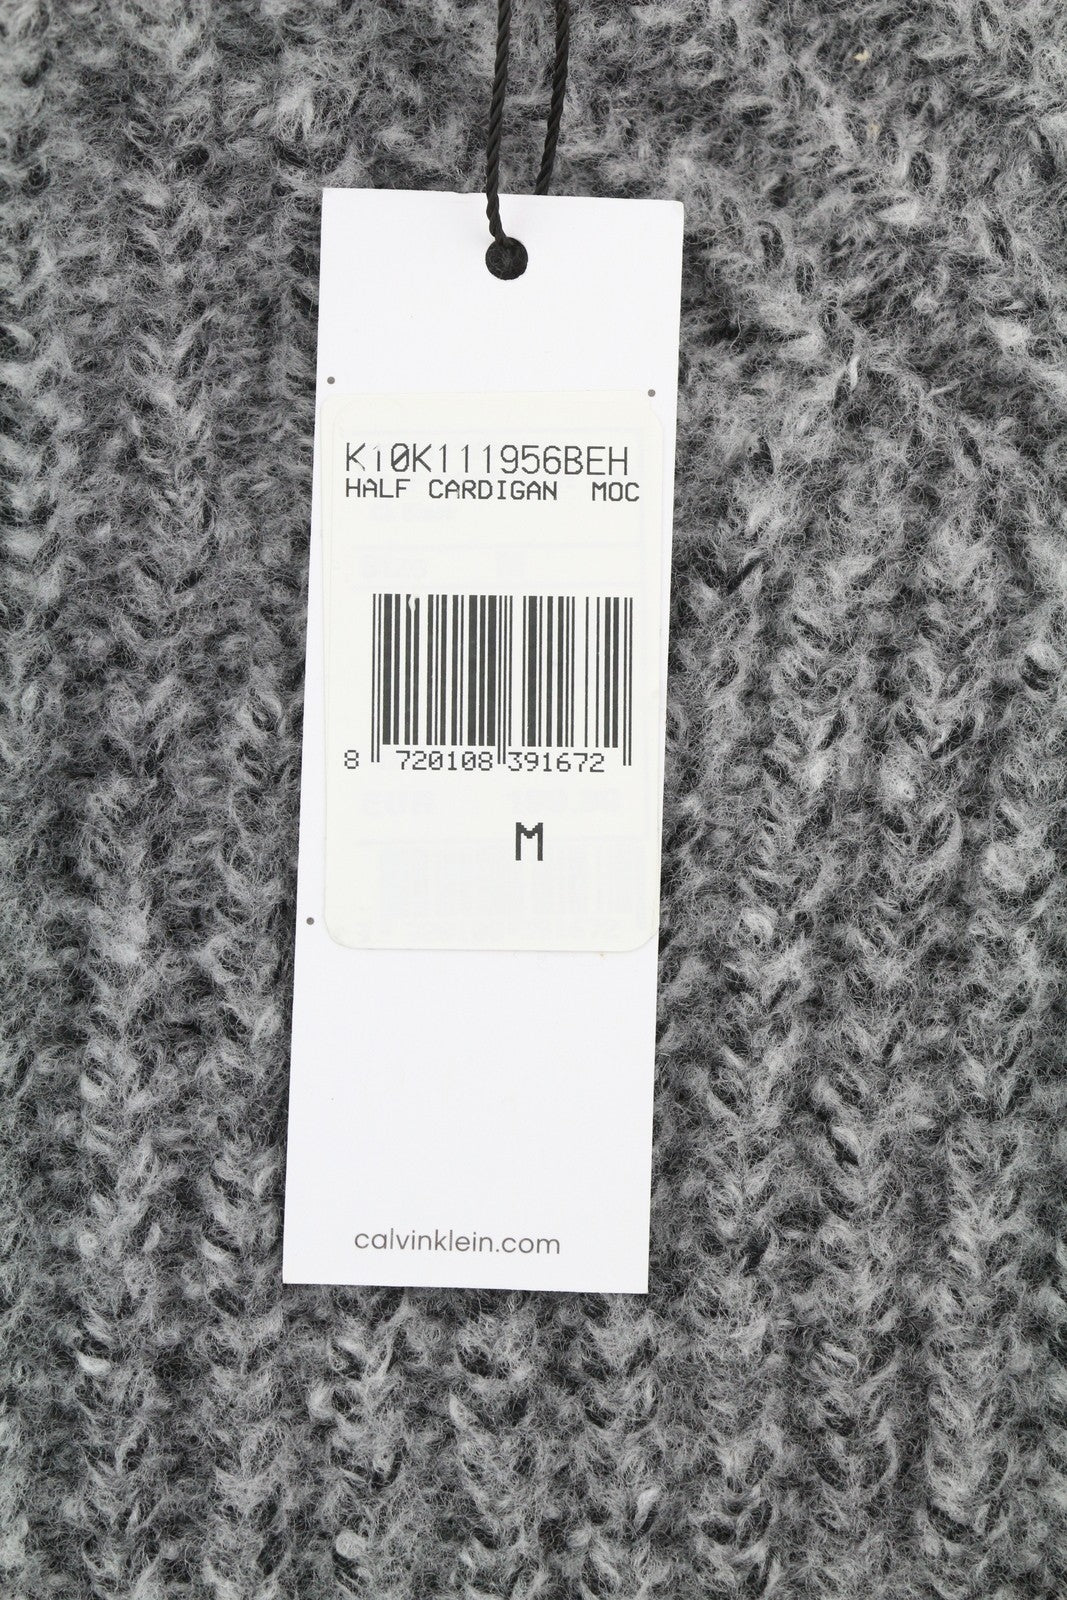 K10K111956BEH
HALF CARDIGAN MOC
8 720108 391672
M
calvinklein.com